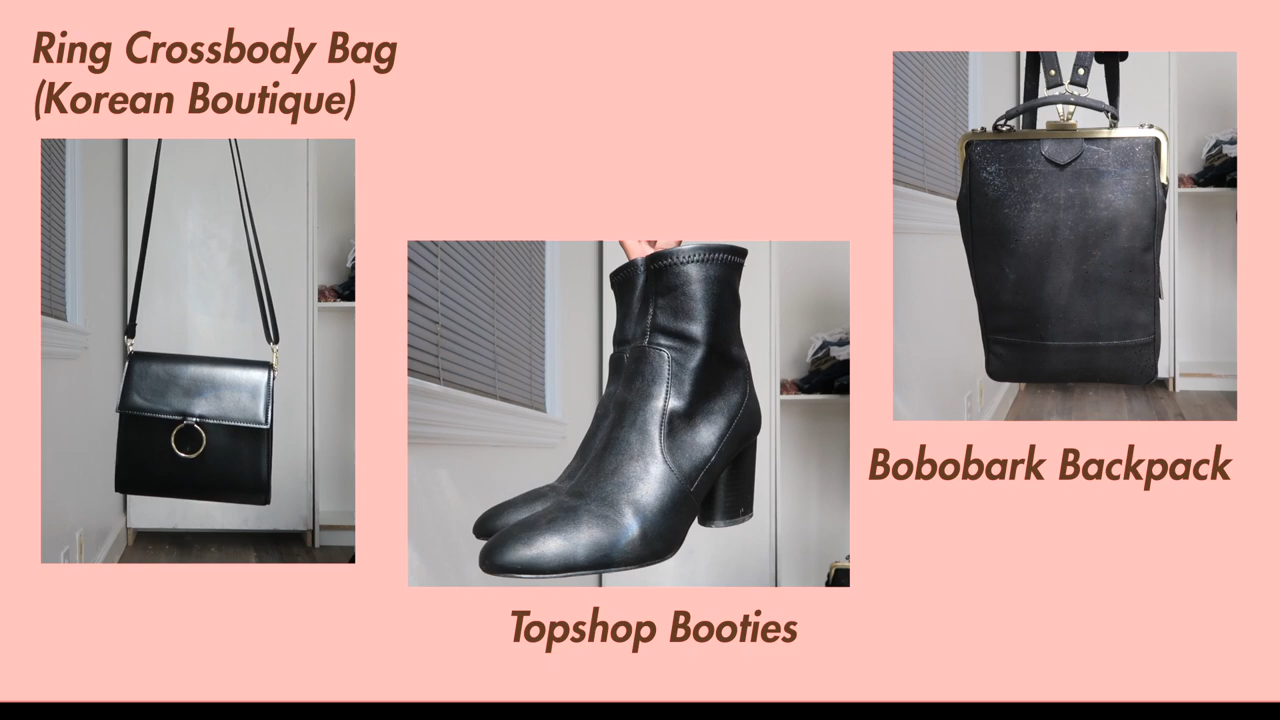 Ring Crossbody Bag
(Korean Boutique)
Topshop Booties
Bobobark Backpack